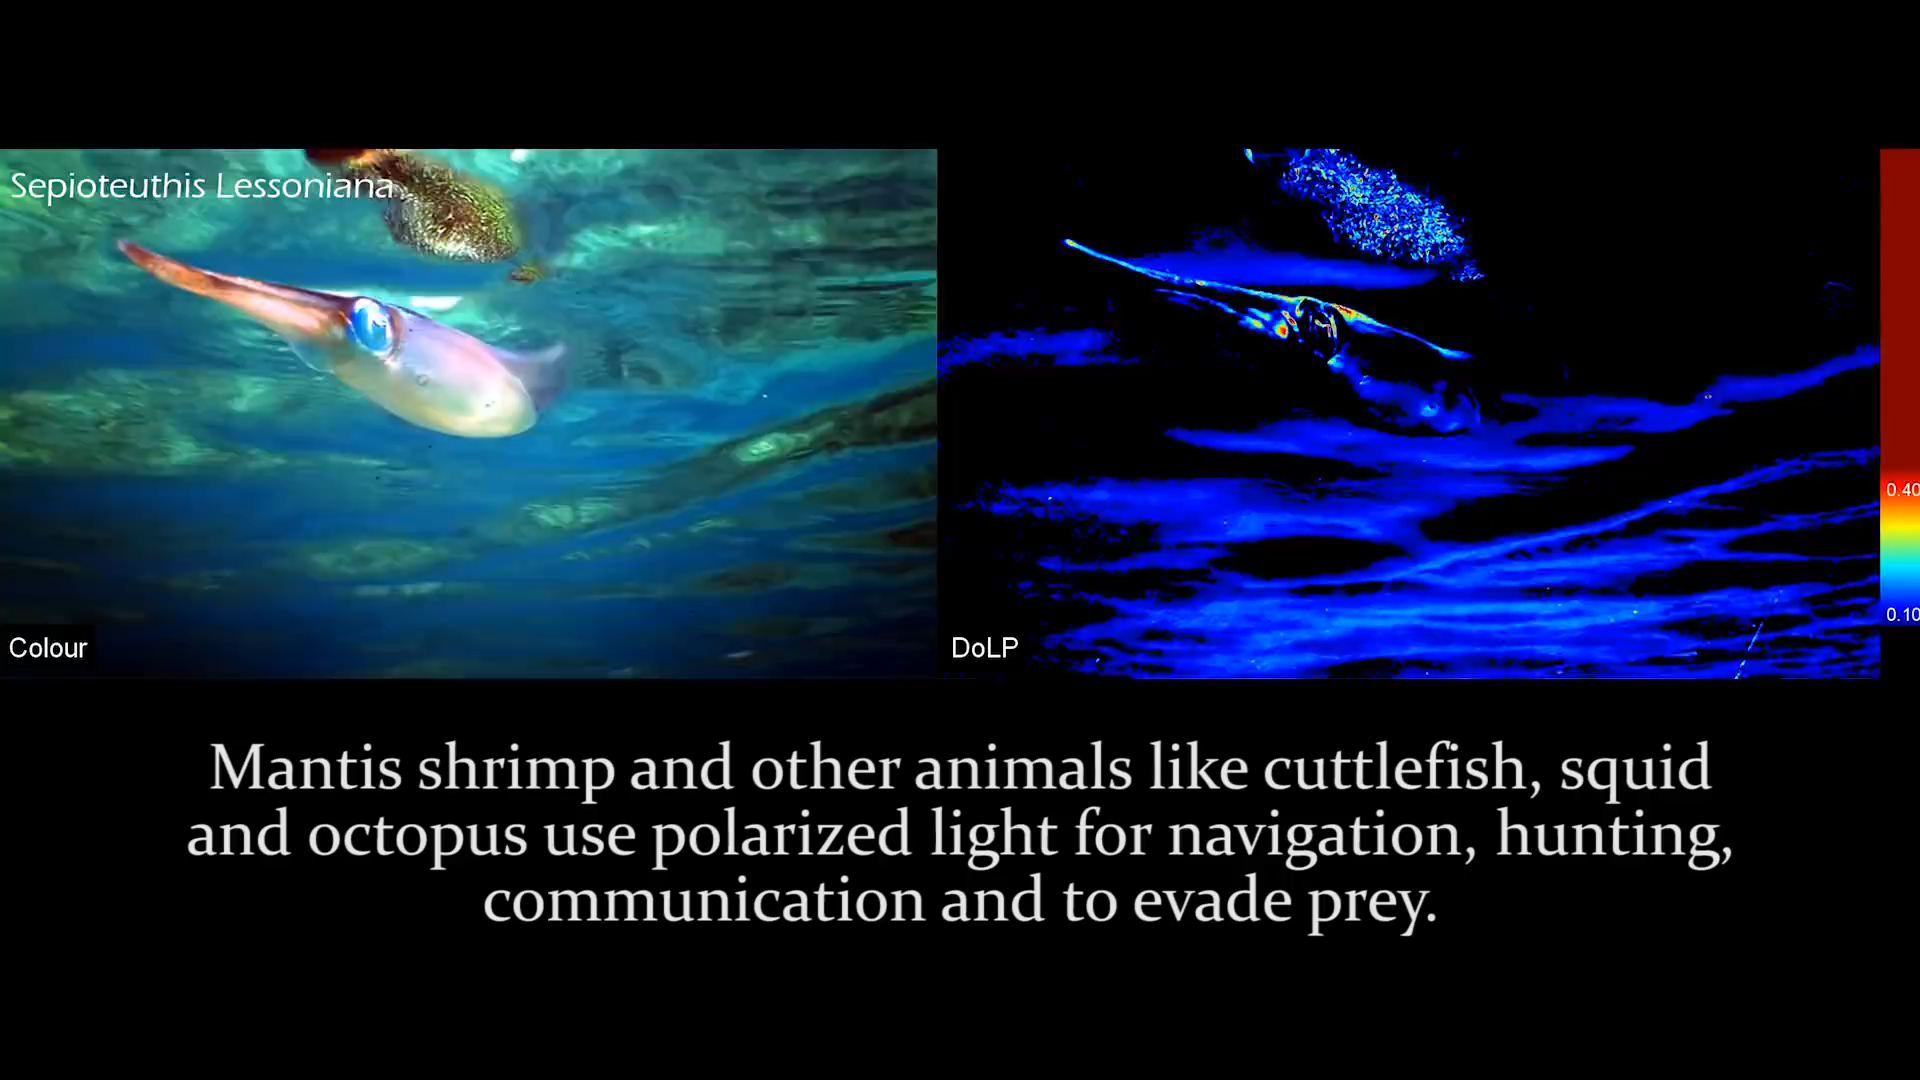 Sepioteuthis Lessoniana
Colour
DoLP
0.40
0.10
Mantis shrimp and other animals like cuttlefish, squid
and octopus use polarized light for navigation, hunting,
communication and to evade prey.